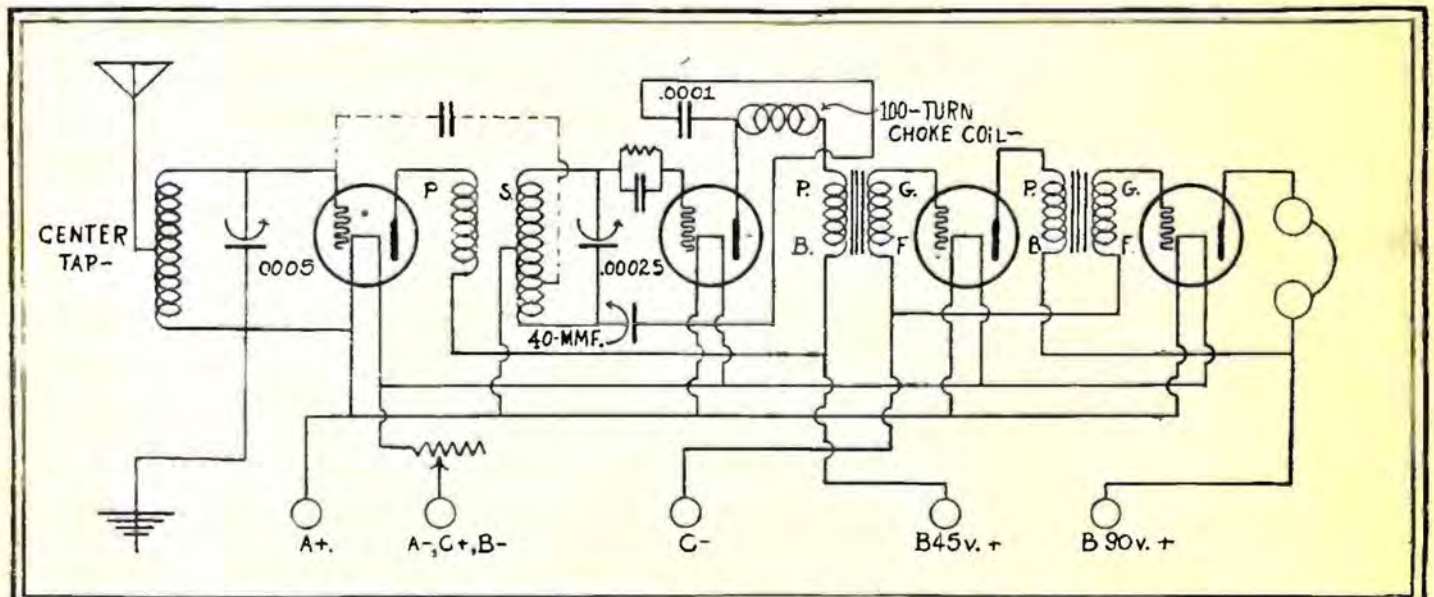 .0001
100-TURN
CHOKE COIL-
P.
S.
P.
G.
P.
G.
CENTER
TAP-
.0005
.00025
B.
F
B
F.
40-MMF.
A+.
A-,C+,B-
C-
B45v.+
B 90v.+